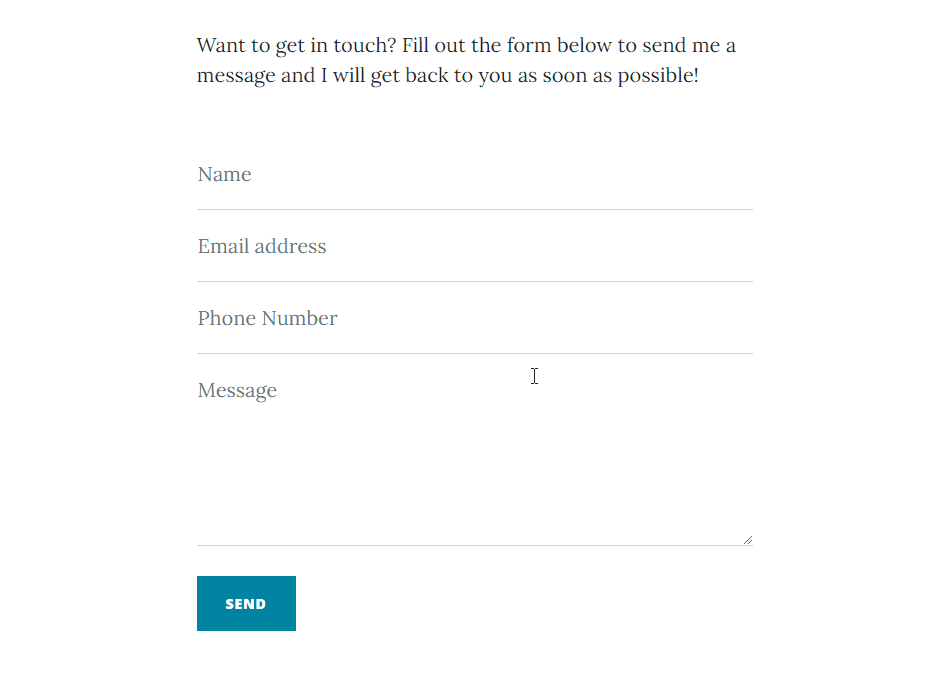 Want to get in touch? Fill out the form below to send me a
message and I will get back to you as soon as possible!
Name
Email address
Phone Number
Message
SEND